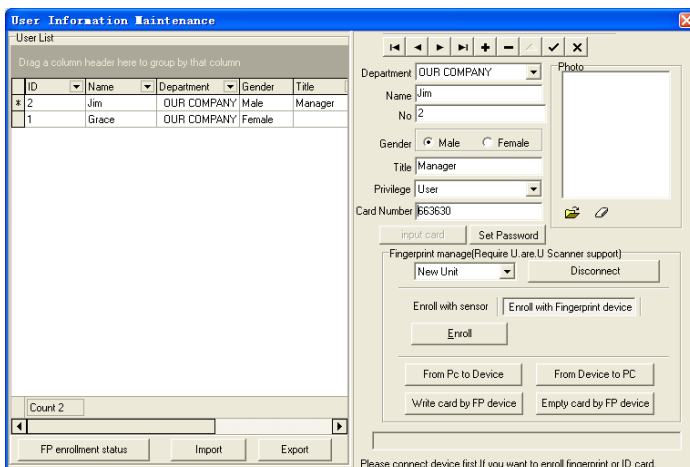 User Information Maintenance
User List
Drag a column header here to group by that column
ID Name Department Gender Title
* 2 Jim OUR COMPANY Male Manager
1 Grace OUR COMPANY Female
Count 2
FP enrollment status Import Export
Department OUR COMPANY
Name Jim
No 2
Gender Male Female
Title Manager
Privilege User
Card Number 663630
input card Set Password
Photo
Fingerprint manage(Require U.are.U Scanner support)
New Unit Disconnect
Enroll with sensor Enroll with Fingerprint device
Enroll
From Pc to Device From Device to PC
Write card by FP device Empty card by FP device
Please connect device first.If you want to enroll fingerprint or ID card